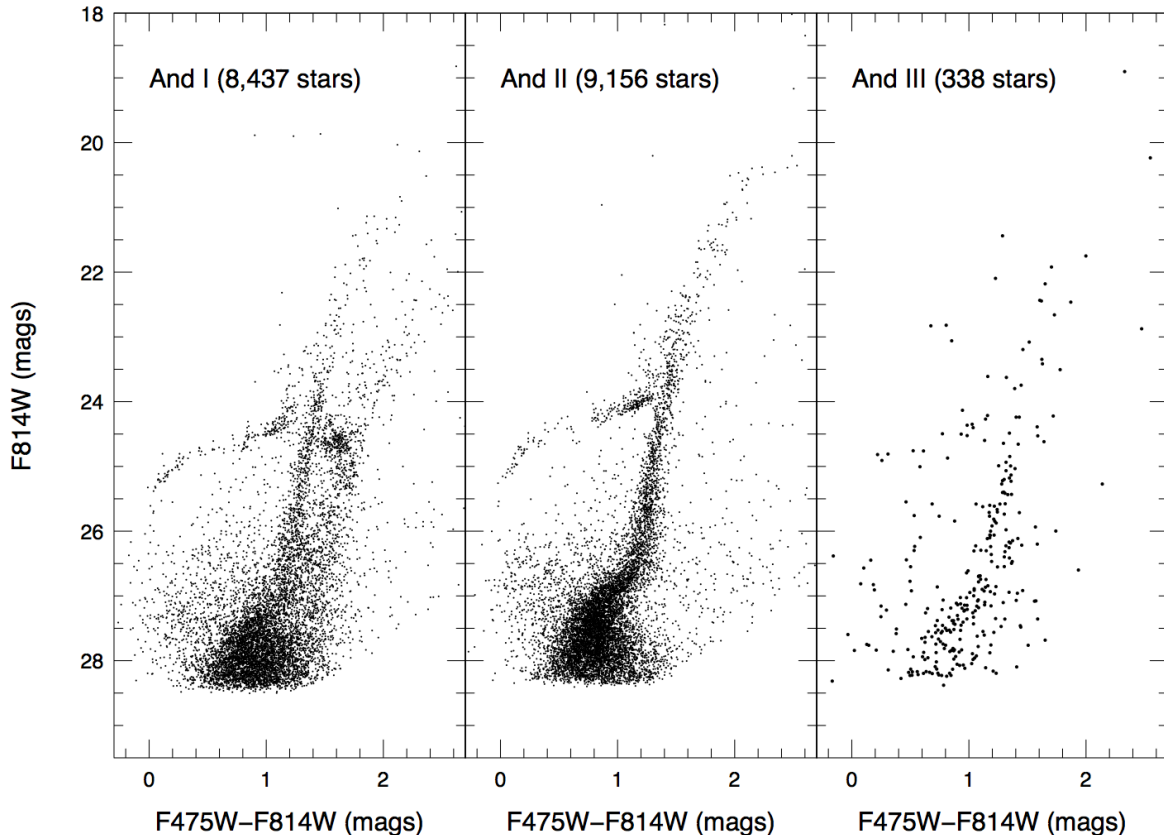 And I (8,437 stars)
And II (9,156 stars)
And III (338 stars)
18
20
22
24
26
28
F814W (mags)
0 1 2
0 1 2
0 1 2
F475W−F814W (mags)
F475W−F814W (mags)
F475W−F814W (mags)